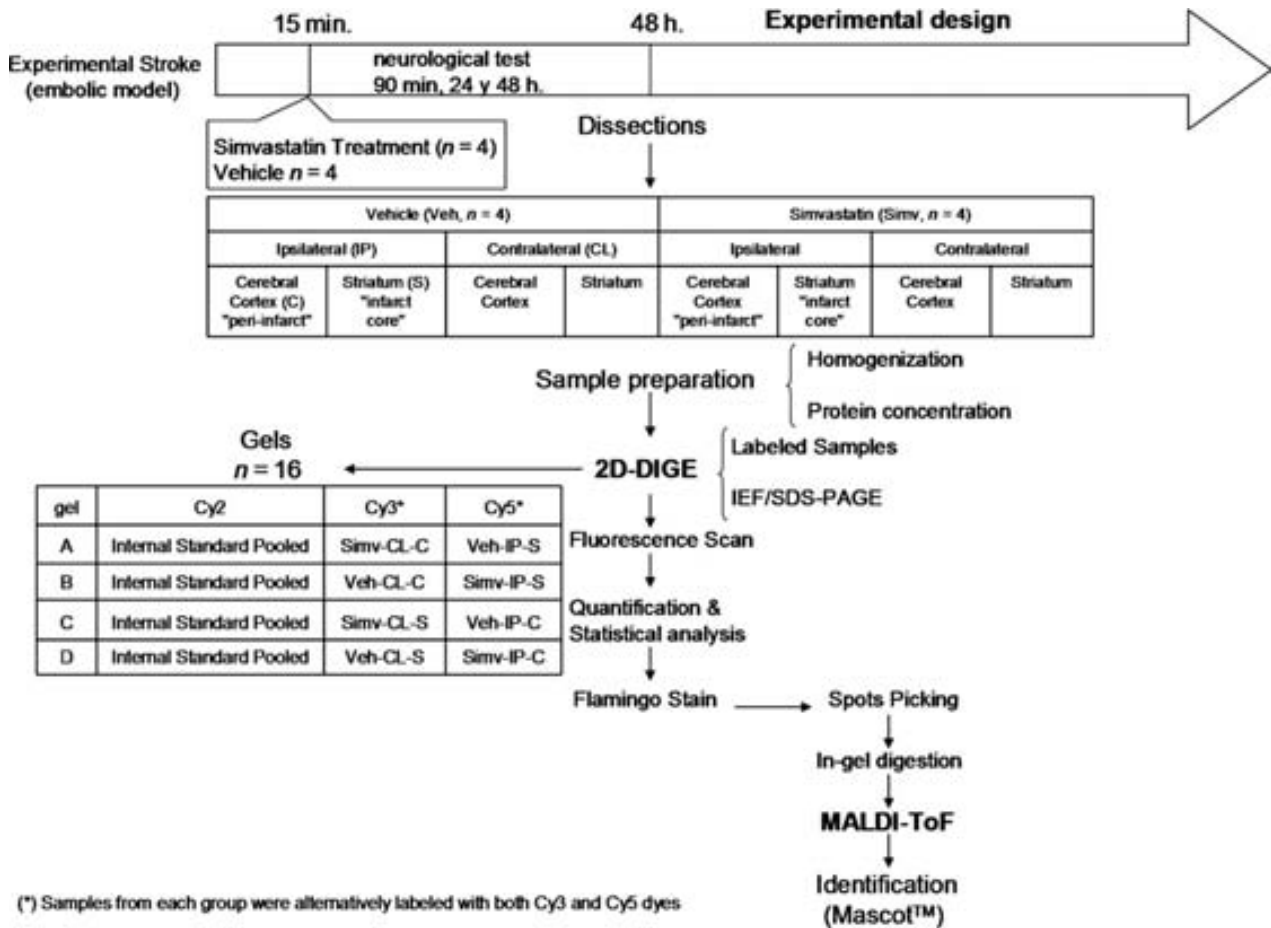 15 min.
48 h.
Experimental design
Experimental Stroke
(embolic model)
neurological test
90 min, 24 y 48 h.
Simvastatin Treatment (n = 4)
Vehicle n = 4
Dissections
Vehicle (Veh, n = 4)
Simvastatin (Simv, n = 4)
Ipsilateral (IP)
Contralateral (CL)
Ipsilateral
Contralateral
Cerebral
Cortex (C)
"peri-infarct"
Striatum (S)
"infarct
core"
Cerebral
Cortex
Striatum
Cerebral
Cortex
"peri-infarct"
Striatum
"infarct
core"
Cerebral
Cortex
Striatum
Sample preparation
Homogenization
Protein concentration
Gels
n = 16
2D-DIGE
Labeled Samples
IEF/SDS-PAGE
gel Cy2 Cy3* Cy5*
A Internal Standard Pooled Simv-CL-C Veh-IP-S
B Internal Standard Pooled Veh-CL-C Simv-IP-S
C Internal Standard Pooled Simv-CL-S Veh-IP-C
D Internal Standard Pooled Veh-CL-S Simv-IP-C
Fluorescence Scan
Quantification &
Statistical analysis
Flamingo Stain
Spots Picking
In-gel digestion
MALDI-ToF
Identification
(Mascot™)
(*) Samples from each group were alternatively labeled with both Cy3 and Cy5 dyes